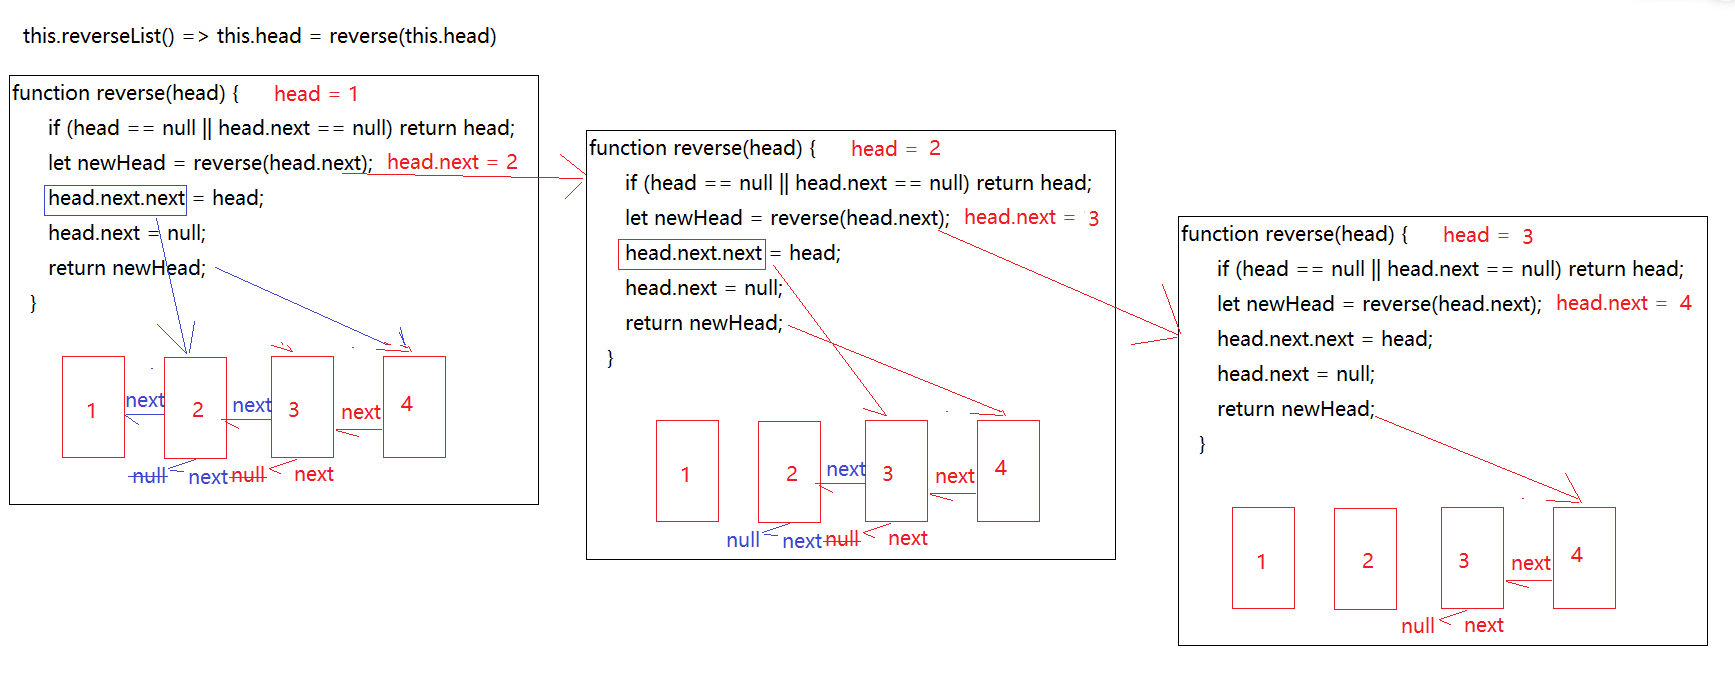 this.reverseList() => this.head = reverse(this.head)
function reverse(head) { head = 1
if (head == null || head.next == null) return head;
let newHead = reverse(head.next); head.next = 2
head.next.next = head;
head.next = null;
return newHead;
}
1 next 2 next 3 next 4
null next null next
function reverse(head) { head = 2
if (head == null || head.next == null) return head;
let newHead = reverse(head.next); head.next = 3
head.next.next = head;
head.next = null;
return newHead;
}
1 2 next 3 next 4
null next null next
function reverse(head) { head = 3
if (head == null || head.next == null) return head;
let newHead = reverse(head.next); head.next = 4
head.next.next = head;
head.next = null;
return newHead;
}
1 2 3 next 4
null next